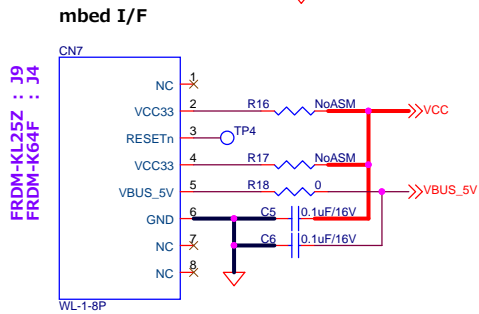 mbed I/F
CN7
FRDM-KL25Z : J9
FRDM-K64F : J4
NC 1
VCC33 2 R16 NoASM VCC
RESETn 3 TP4
VCC33 4 R17 NoASM
VBUS_5V 5 R18 0 VBUS_5V
GND 6 C5 0.1uF/16V
NC 7 C6 0.1uF/16V
NC 8
WL-1-8P